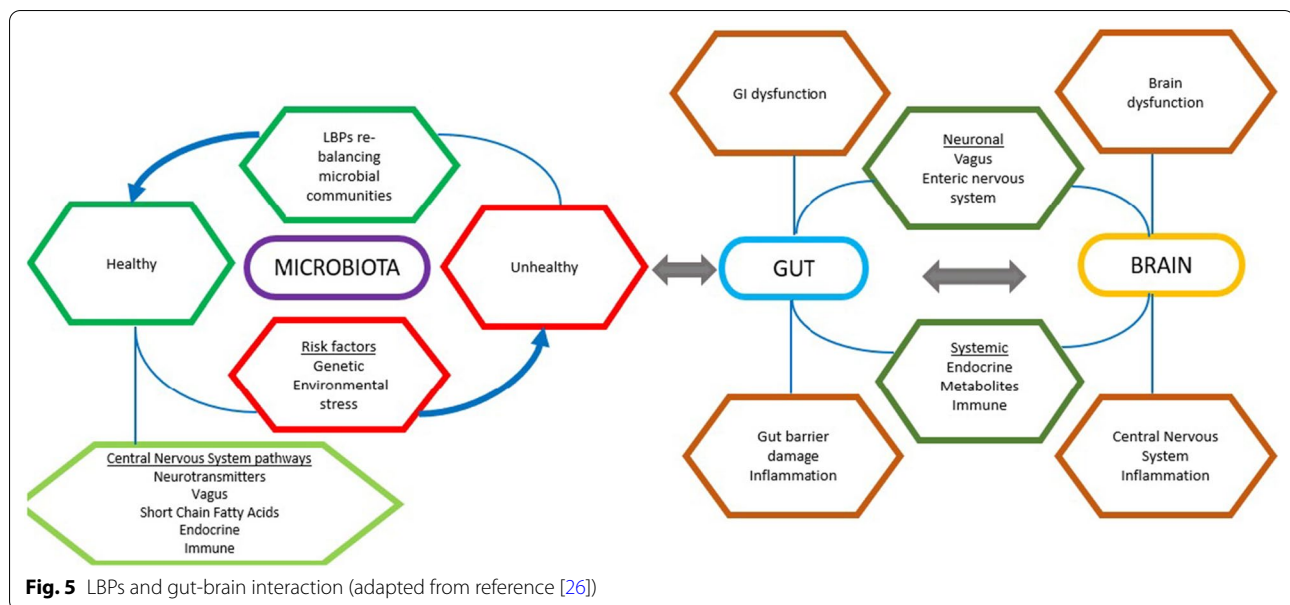 LBPs re-
balancing
microbial
communities
Healthy
MICROBIOTA
Unhealthy
Risk factors
Genetic
Environmental
stress
Central Nervous System pathways
Neurotransmitters
Vagus
Short Chain Fatty Acids
Endocrine
Immune
GI dysfunction
Neuronal
Vagus
Enteric nervous
system
Brain
dysfunction
GUT
BRAIN
Systemic
Endocrine
Metabolites
Immune
Gut barrier
damage
Inflammation
Central Nervous
System
Inflammation
Fig. 5 LBPs and gut-brain interaction (adapted from reference [26])